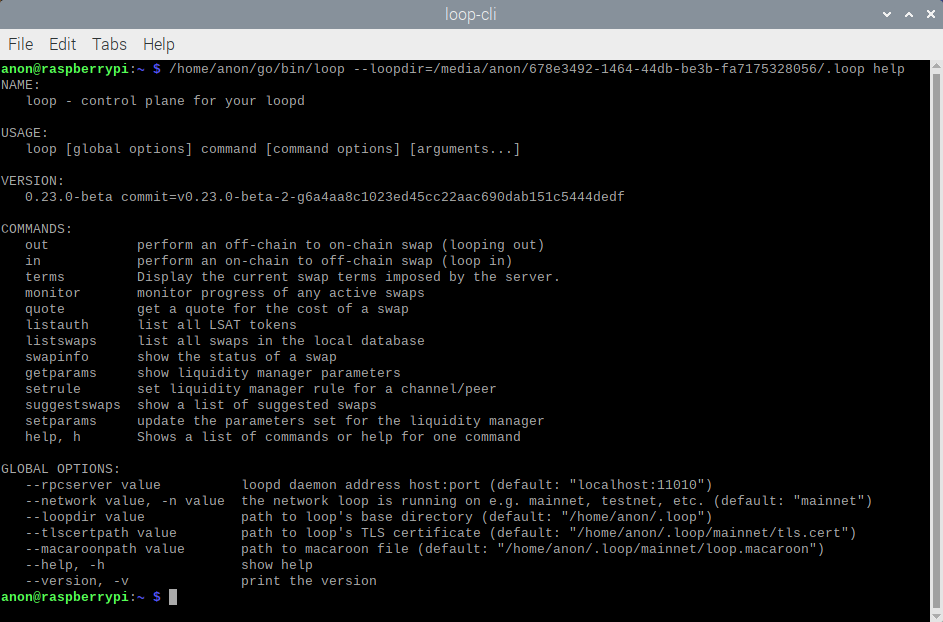 loop-cli
File Edit Tabs Help
anon@raspberrypi:~ $ /home/anon/go/bin/loop --loopdir=/media/anon/678e3492-1464-44db-be3b-fa7175328056/.loop help
NAME:
   loop - control plane for your loopd

USAGE:
   loop [global options] command [command options] [arguments...]

VERSION:
   0.23.0-beta commit=v0.23.0-beta-2-g6a4aa8c1023ed45cc22aac690dab151c5444dedf

COMMANDS:
   out           perform an off-chain to on-chain swap (looping out)
   in            perform an on-chain to off-chain swap (loop in)
   terms         Display the current swap terms imposed by the server.
   monitor       monitor progress of any active swaps
   quote         get a quote for the cost of a swap
   listauth      list all LSAT tokens
   listswaps     list all swaps in the local database
   swapinfo      show the status of a swap
   getparams     show liquidity manager parameters
   setrule       set liquidity manager rule for a channel/peer
   suggestswaps  show a list of suggested swaps
   setparams     update the parameters set for the liquidity manager
   help, h       Shows a list of commands or help for one command

GLOBAL OPTIONS:
   --rpcserver value          loopd daemon address host:port (default: "localhost:11010")
   --network value, -n value  the network loop is running on e.g. mainnet, testnet, etc. (default: "mainnet")
   --loopdir value            path to loop's base directory (default: "/home/anon/.loop")
   --tlscertpath value        path to loop's TLS certificate (default: "/home/anon/.loop/mainnet/tls.cert")
   --macaroonpath value       path to macaroon file (default: "/home/anon/.loop/mainnet/loop.macaroon")
   --help, -h                 show help
   --version, -v              print the version
anon@raspberrypi:~ $